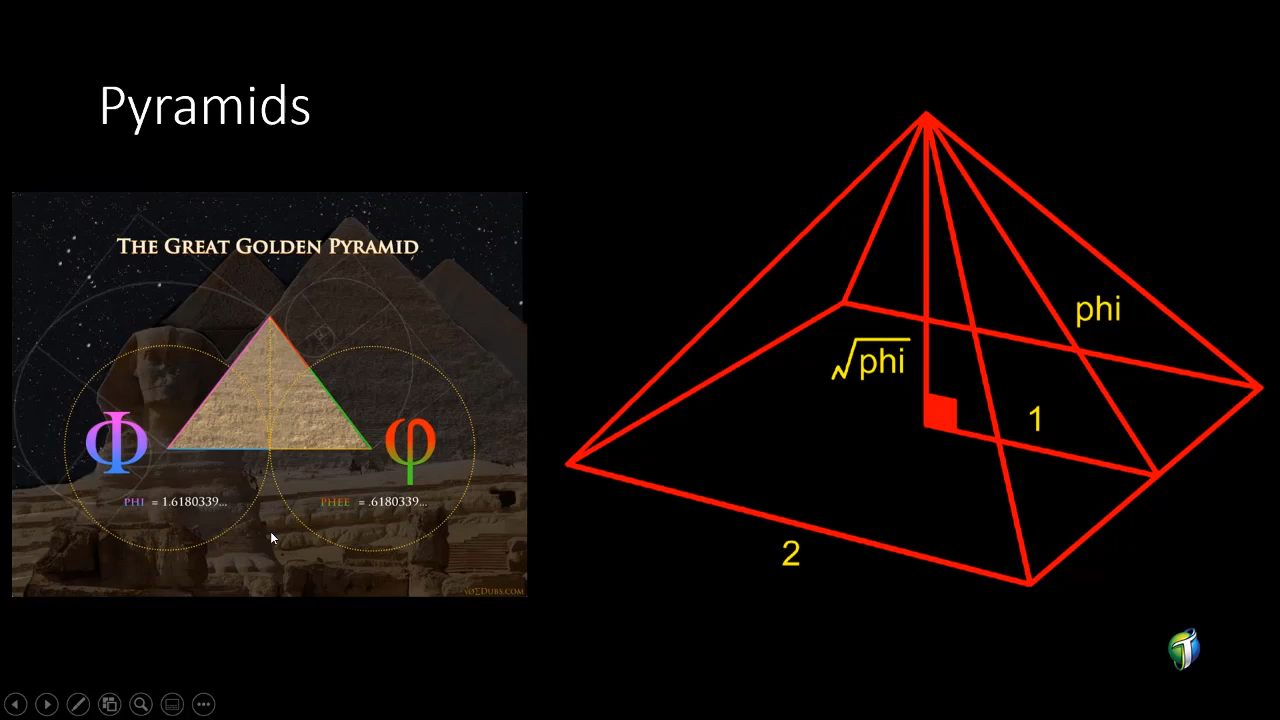 Pyramids
THE GREAT GOLDEN PYRAMID
Φ
φ
PHI = 1.6180339...
PHEE = .6180339...
phi
√phi
1
2